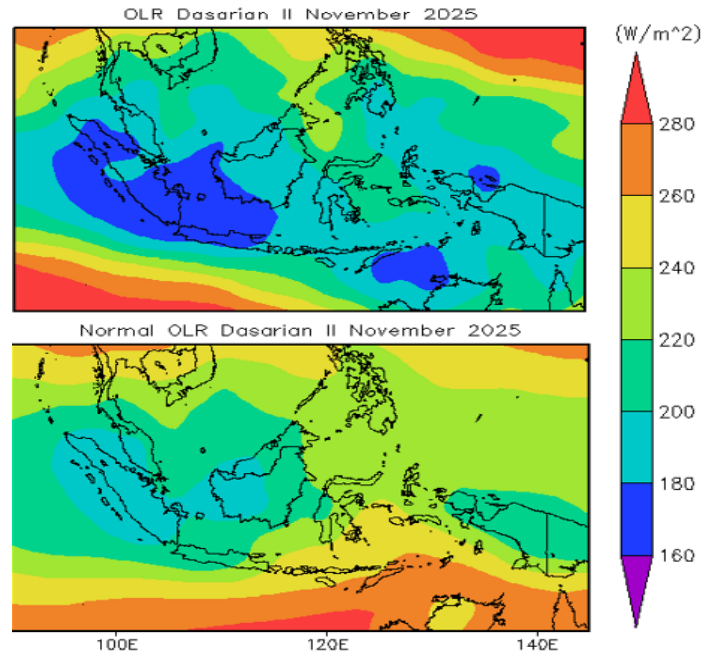 OLR Dasarian II November 2025
(W/m^2)
280
260
240
220
200
180
160
Normal OLR Dasarian II November 2025
100E
120E
140E